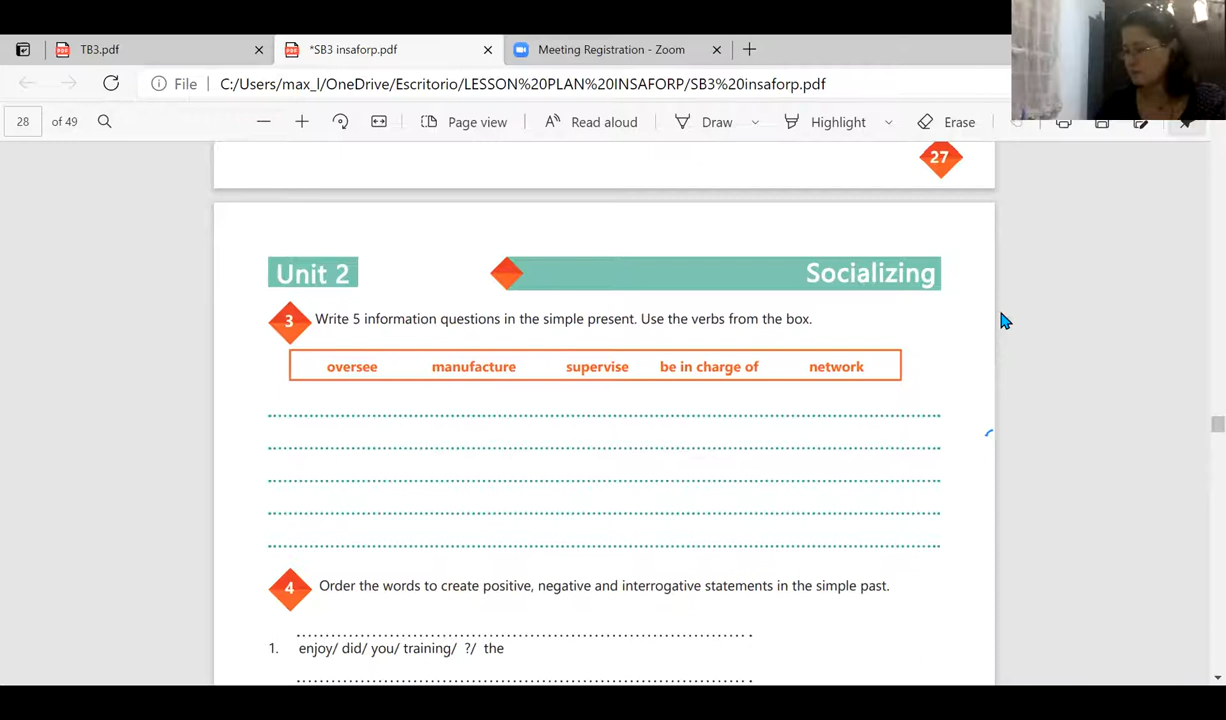 TB3.pdf
*SB3 insaforp.pdf
Meeting Registration - Zoom
File
C:/Users/max_l/OneDrive/Escritorio/LESSON%20PLAN%20INSAFORP/SB3%20insaforp.pdf
28 of 49
Page view
Read aloud
Draw
Highlight
Erase
27
Unit 2
Socializing
3 Write 5 information questions in the simple present. Use the verbs from the box.
oversee manufacture supervise be in charge of network
4 Order the words to create positive, negative and interrogative statements in the simple past.
1. enjoy/ did/ you/ training/ ?/ the